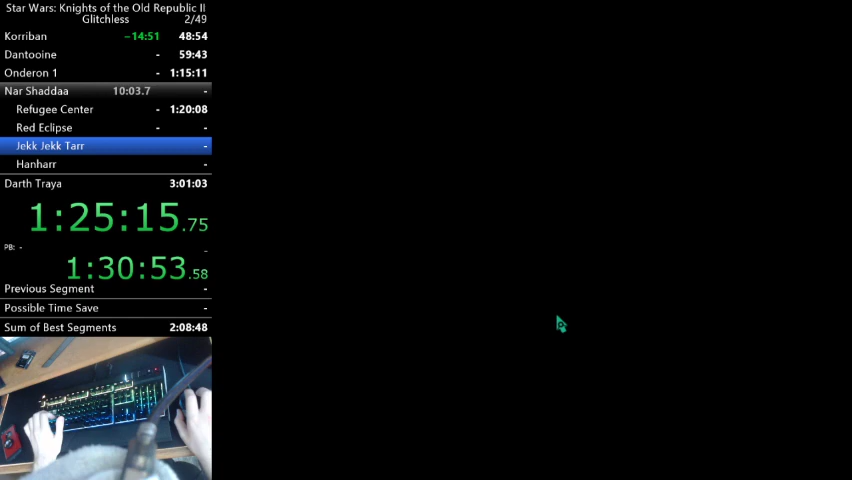 Star Wars: Knights of the Old Republic II
Glitchless 2/49
Korriban -14:51 48:54
Dantooine - 59:43
Onderon 1 - 1:15:11
Nar Shaddaa 10:03.7 -
Refugee Center - 1:20:08
Red Eclipse - -
Jekk Jekk Tarr -
Hanharr -
Darth Traya 3:01:03
1:25:15.75
PB: - -
1:30:53.58
Previous Segment -
Possible Time Save -
Sum of Best Segments 2:08:48